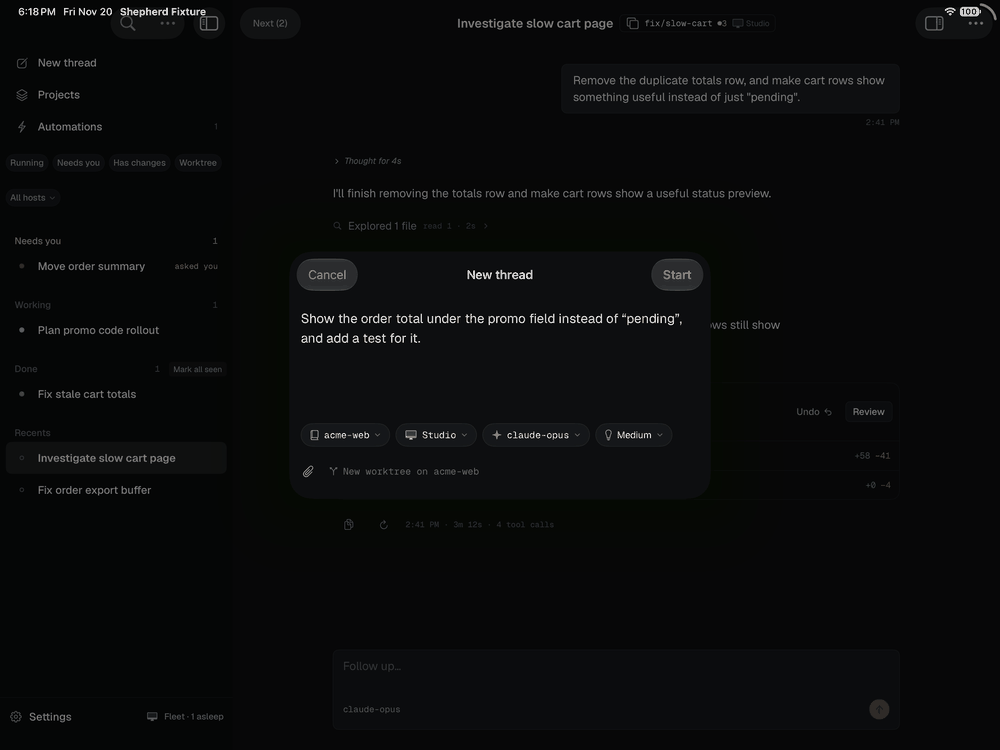 6:18 PM Fri Nov 20 Shepherd Fixture
100
Next (2)
Investigate slow cart page
fix/slow-cart
3
Studio
New thread
Projects
Automations
1
Running
Needs you
Has changes
Worktree
All hosts
Needs you
1
Move order summary
asked you
Working
1
Plan promo code rollout
Done
1
Mark all seen
Fix stale cart totals
Recents
Investigate slow cart page
Fix order export buffer
Settings
Fleet · 1 asleep
Remove the duplicate totals row, and make cart rows show
something useful instead of just "pending".
2:41 PM
Thought for 4s
I'll finish removing the totals row and make cart rows show a useful status preview.
Explored 1 file read 1 · 2s
ows still show
Undo
Review
+58 −41
+0 −4
2:41 PM · 3m 12s · 4 tool calls
Follow up...
claude-opus
Cancel
New thread
Start
Show the order total under the promo field instead of “pending”,
and add a test for it.
acme-web
Studio
claude-opus
Medium
New worktree on acme-web